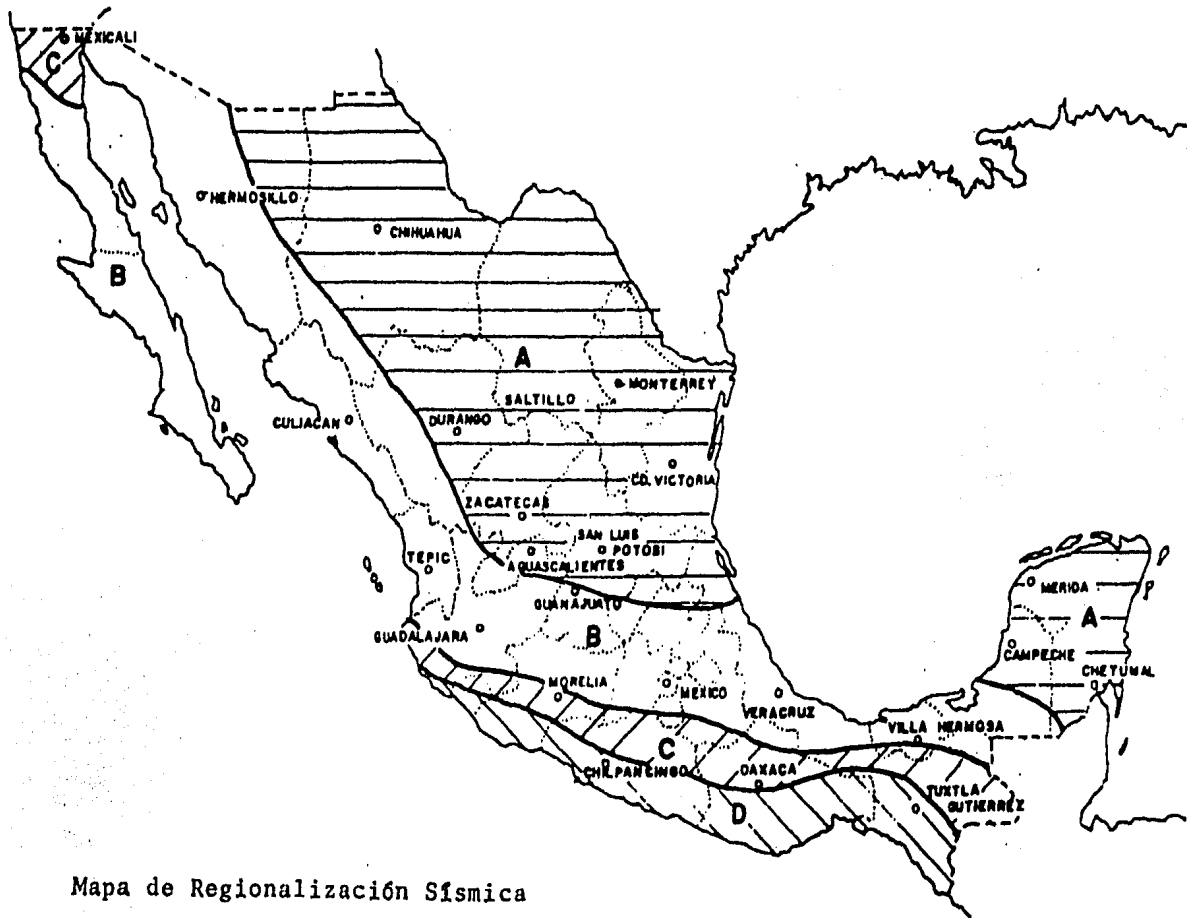 MEXICALI
C
HERMOSILLO
CHIHUAHUA
B
A
MONTERREY
SALTILLO
CULIACAN
DURANGO
CD. VICTORIA
ZACATECAS
SAN LUIS
POTOSI
TEPIC
AGUASCALIENTES
GUANAJUATO
MERIDA
A
GUADALAJARA
B
CAMPECHE
CHETUMAL
MORELIA
MEXICO
VERACRUZ
VILLA HERMOSA
C
CHILPANCINGO
OAXACA
TUXTLA
GUTIERREZ
D
Mapa de Regionalización Sísmica